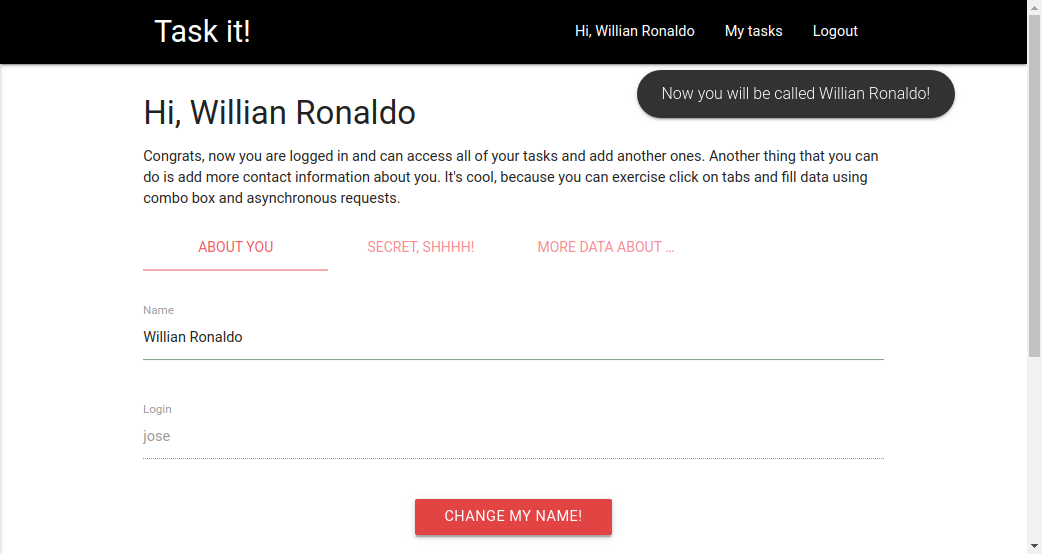 Task it!
Hi, Willian Ronaldo
My tasks
Logout
Now you will be called Willian Ronaldo!
Hi, Willian Ronaldo
Congrats, now you are logged in and can access all of your tasks and add another ones. Another thing that you can
do is add more contact information about you. It's cool, because you can exercise click on tabs and fill data using
combo box and asynchronous requests.
ABOUT YOU
SECRET, SHHHH!
MORE DATA ABOUT ...
Name
Willian Ronaldo
Login
jose
CHANGE MY NAME!